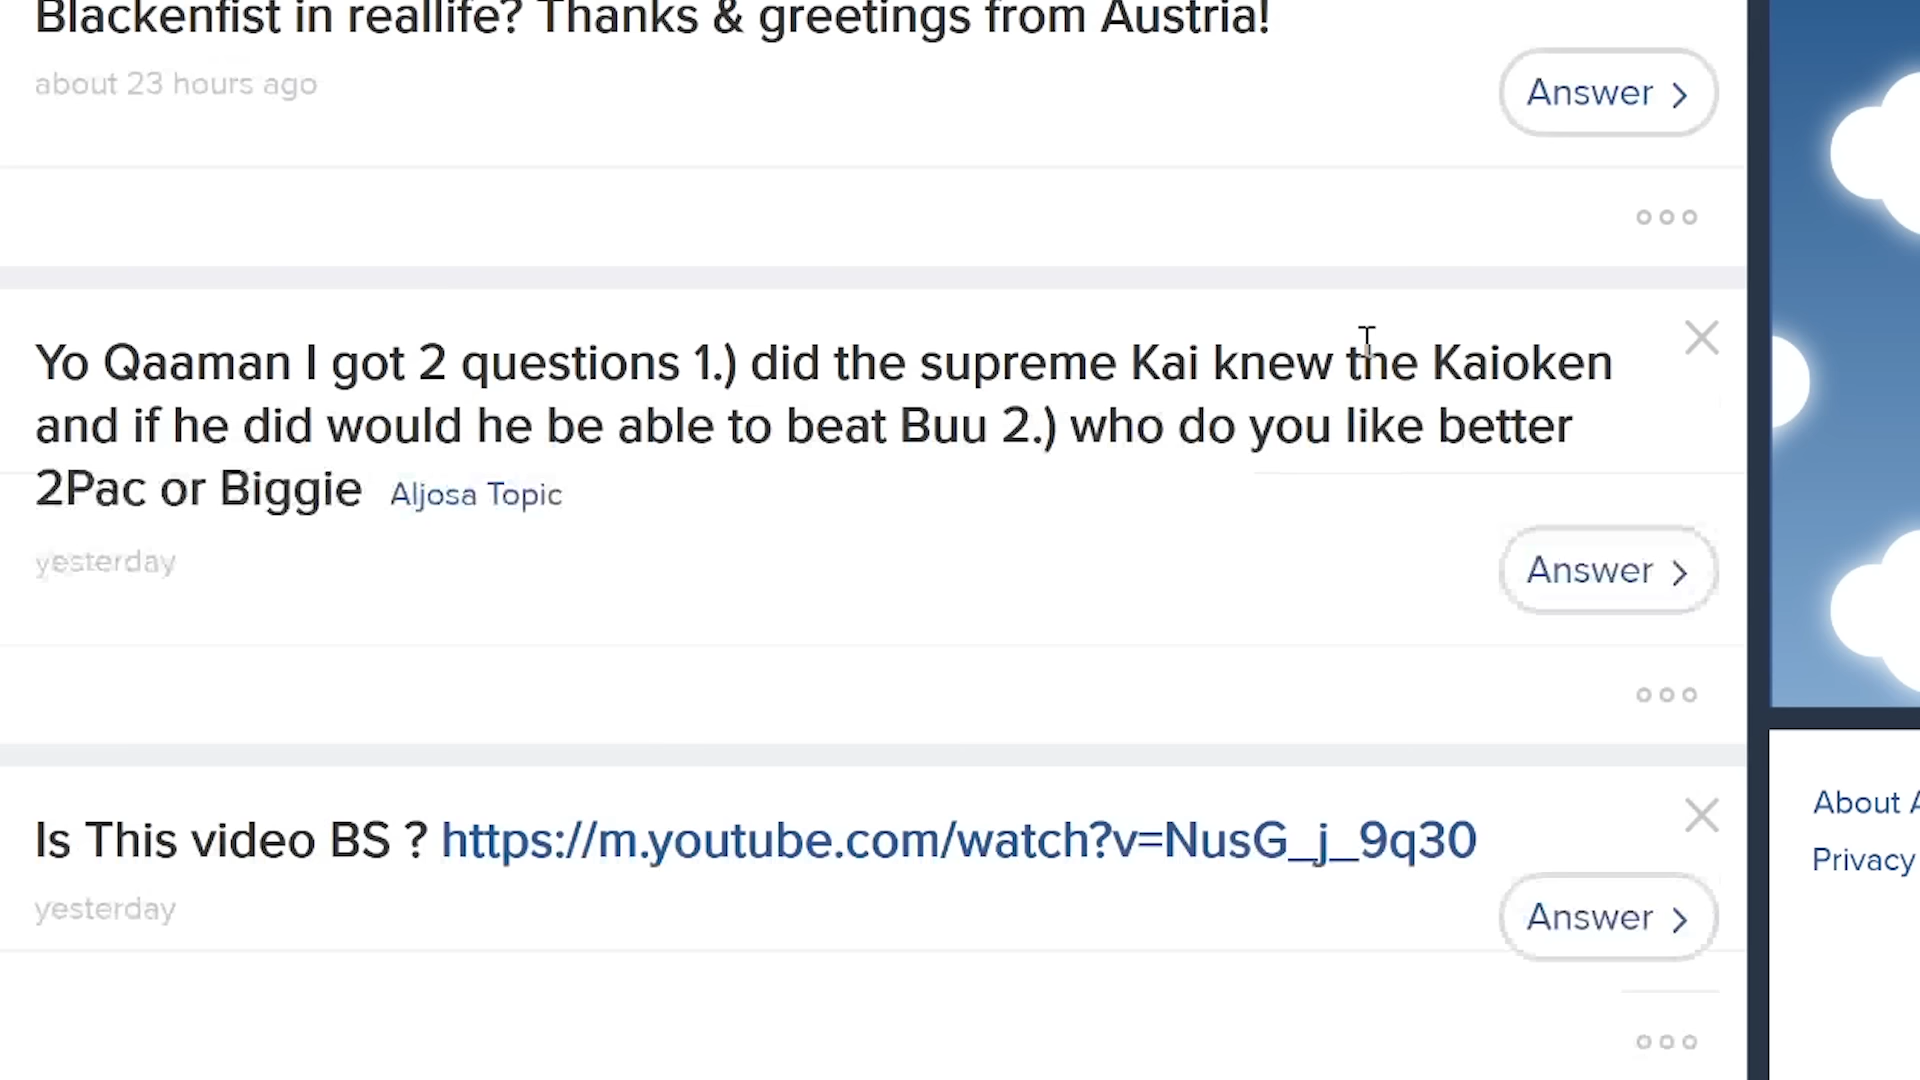 Blackenfist in reallife? Thanks & greetings from Austria!
about 23 hours ago
Answer
Yo Qaaman I got 2 questions 1.) did the supreme Kai knew the Kaioken
and if he did would he be able to beat Buu 2.) who do you like better
2Pac or Biggie Aljosa Topic
yesterday
Answer
Is This video BS ? https://m.youtube.com/watch?v=NusG_j_9q30
yesterday
Answer
About
Privacy